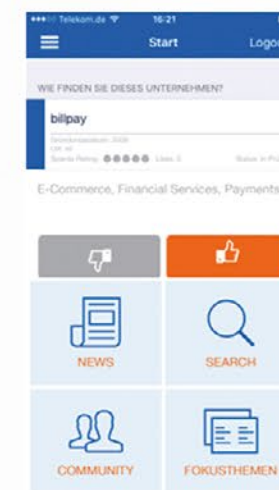 Telekom.de 16:21
Start Logou
WIE FINDEN SIE DIESES UNTERNEHMEN?
billpay
E-Commerce, Financial Services, Payments
NEWS
SEARCH
COMMUNITY
FOKUSTHEMEN